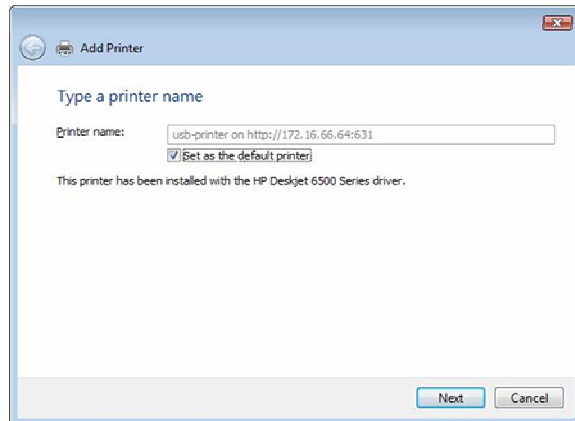 Add Printer
Type a printer name
Printer name:
usb-printer on http://172.16.66.64:631
Set as the default printer
This printer has been installed with the HP Deskjet 6500 Series driver.
Next
Cancel